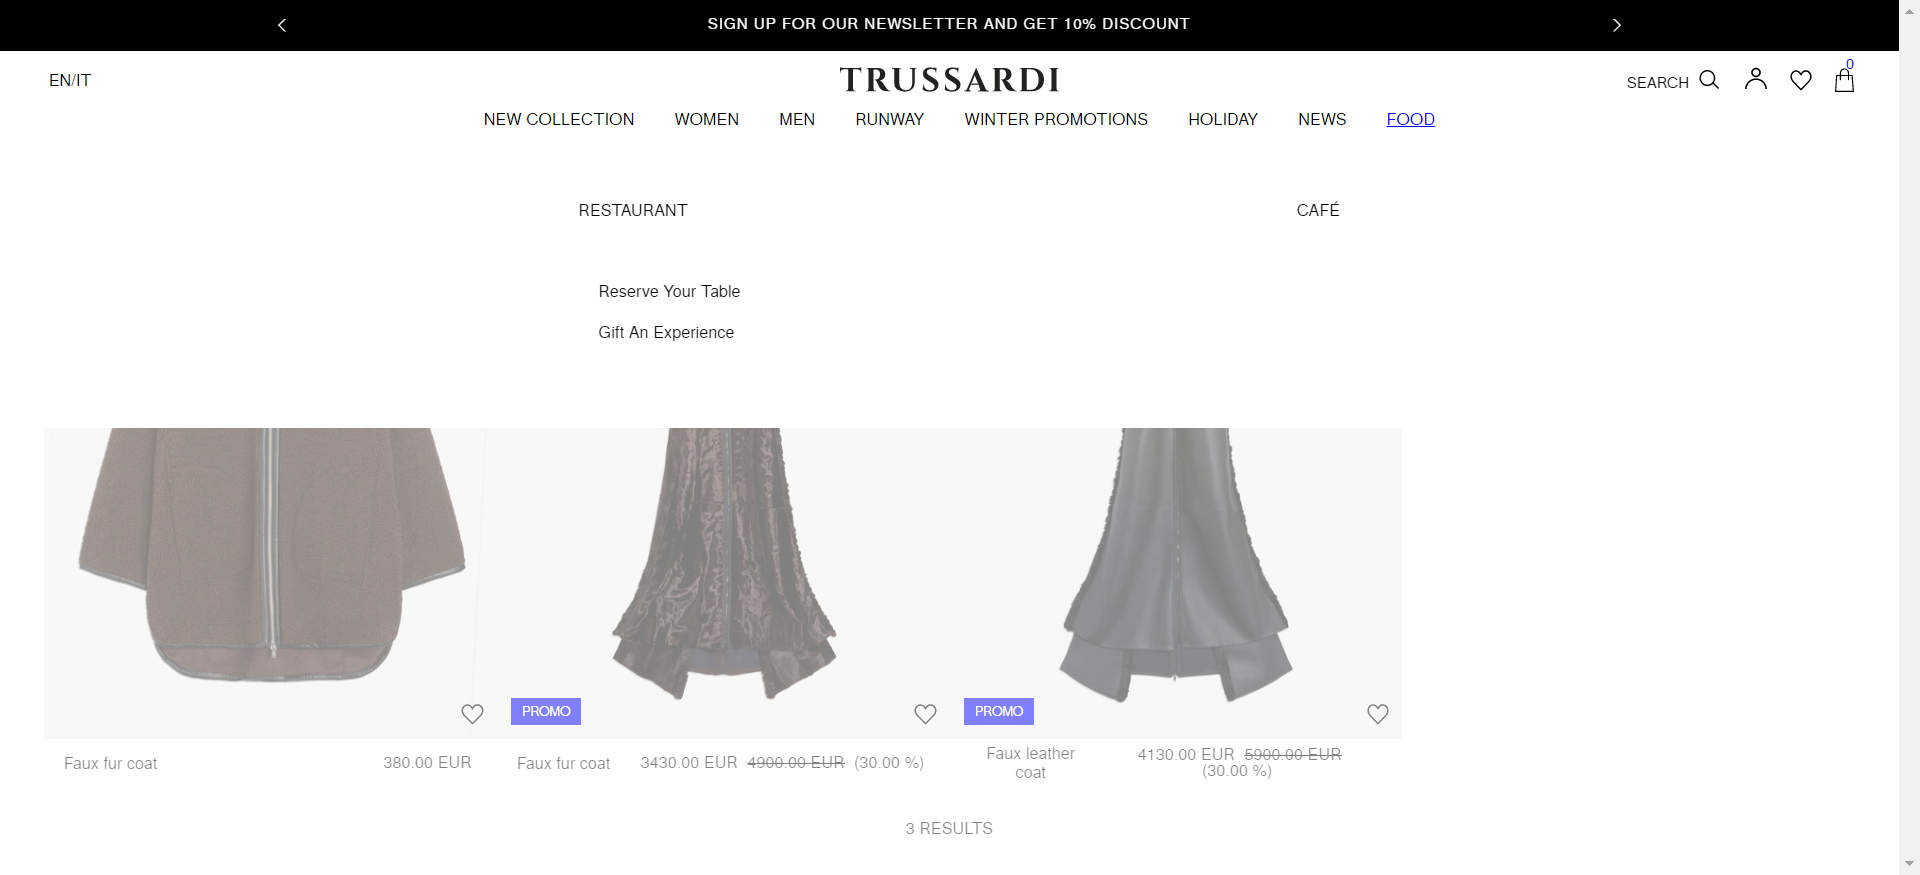 SIGN UP FOR OUR NEWSLETTER AND GET 10% DISCOUNT
EN/IT
TRUSSARDI
SEARCH
0
NEW COLLECTION
WOMEN
MEN
RUNWAY
WINTER PROMOTIONS
HOLIDAY
NEWS
FOOD
RESTAURANT
CAFÉ
Reserve Your Table
Gift An Experience
PROMO
PROMO
Faux fur coat
380.00 EUR
Faux fur coat
3430.00 EUR 4900.00 EUR (30.00 %)
Faux leather
coat
4130.00 EUR 5900.00 EUR
(30.00 %)
3 RESULTS